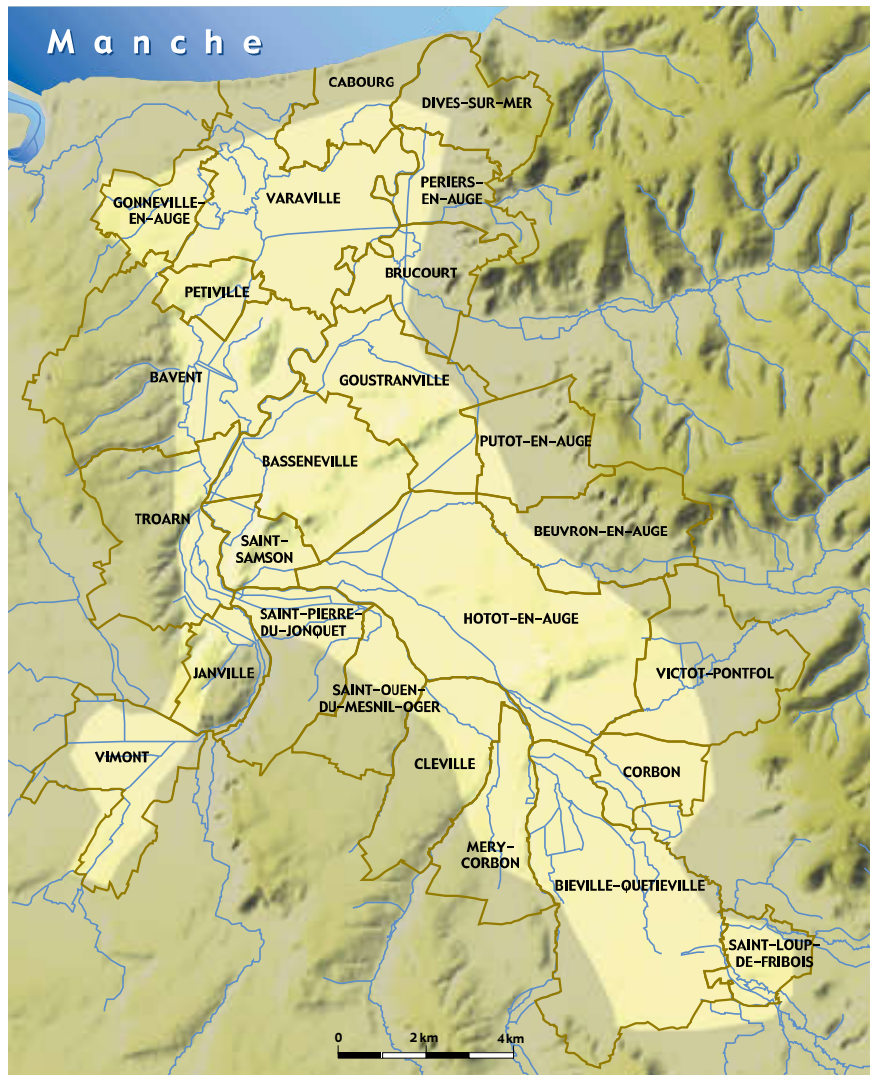 Manche
CABOURG
DIVES-SUR-MER
GONNEVILLE-
EN-AUGE
VARAVILLE
PERIERS-
EN-AUGE
BRUCOURT
PETIVILLE
BAVENT
GOUSTRANVILLE
PUTOT-EN-AUGE
BASSENEVILLE
TROARN
BEUVRON-EN-AUGE
SAINT-
SAMSON
SAINT-PIERRE-
DU-JONQUET
HOTOT-EN-AUGE
JANVILLE
SAINT-OUEN-
DU-MESNIL-OGER
VICTOT-PONTFOL
VIMONT
CLEVILLE
CORBON
MERY-
CORBON
BIEVILLE-QUETIEVILLE
SAINT-LOUP-
DE-FRIBOIS
0 2 km 4 km